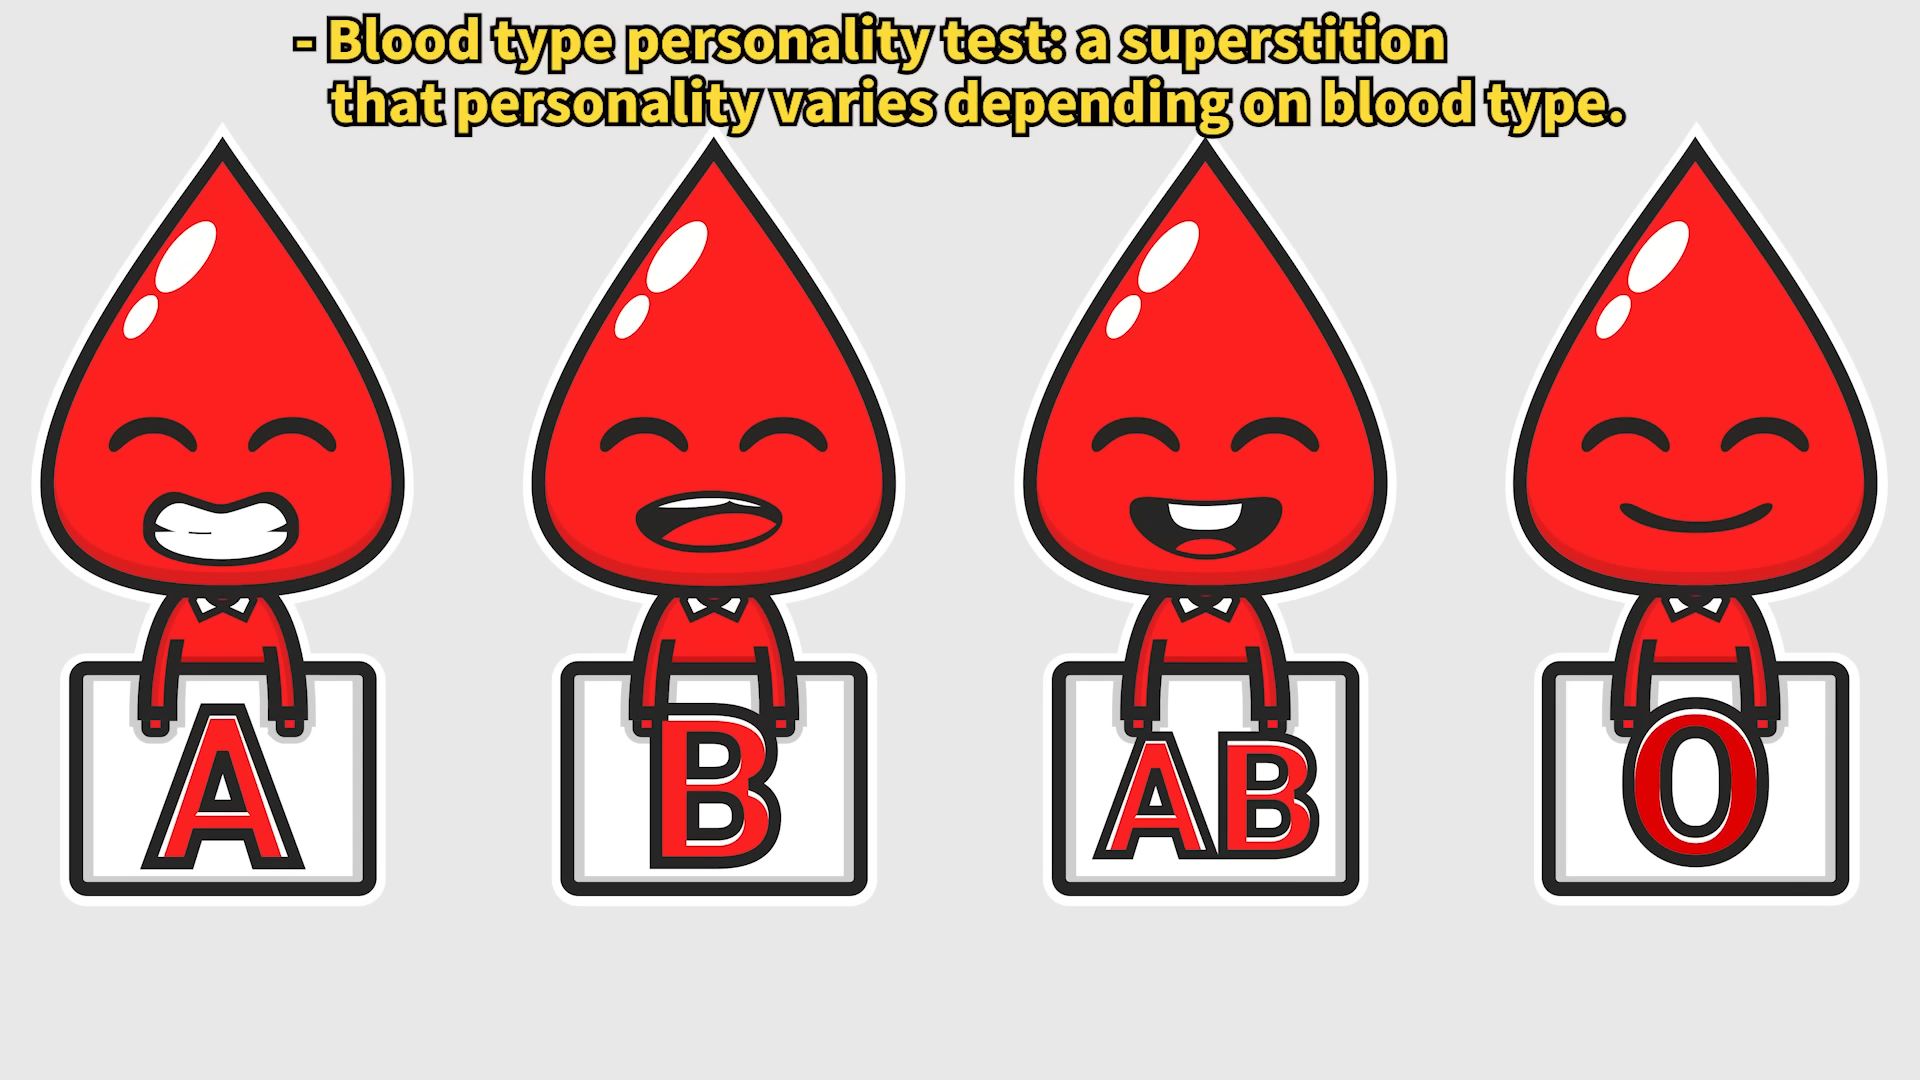 - Blood type personality test: a superstition
that personality varies depending on blood type.
A
B
AB
O